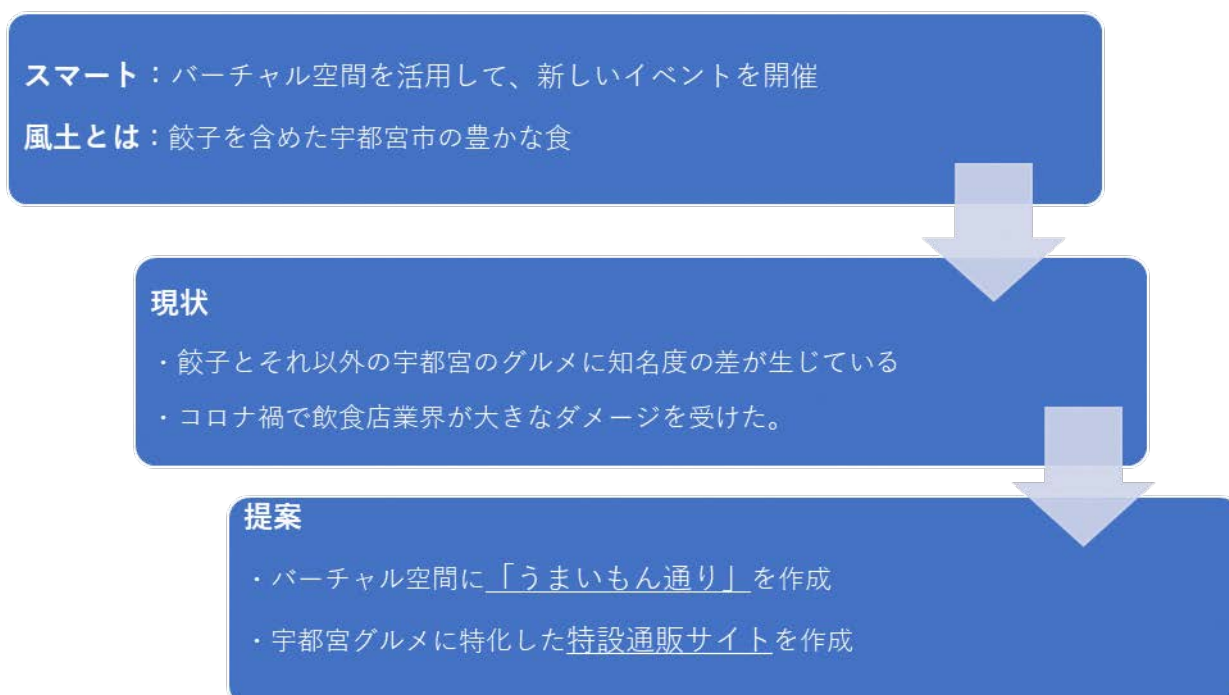 スマート：バーチャル空間を活用して、新しいイベントを開催
風土とは：餃子を含めた宇都宮市の豊かな食
現状
・餃子とそれ以外の宇都宮のグルメに知名度の差が生じている
・コロナ禍で飲食店業界が大きなダメージを受けた。
提案
・バーチャル空間に「うまいもん通り」を作成
・宇都宮グルメに特化した特設通販サイトを作成